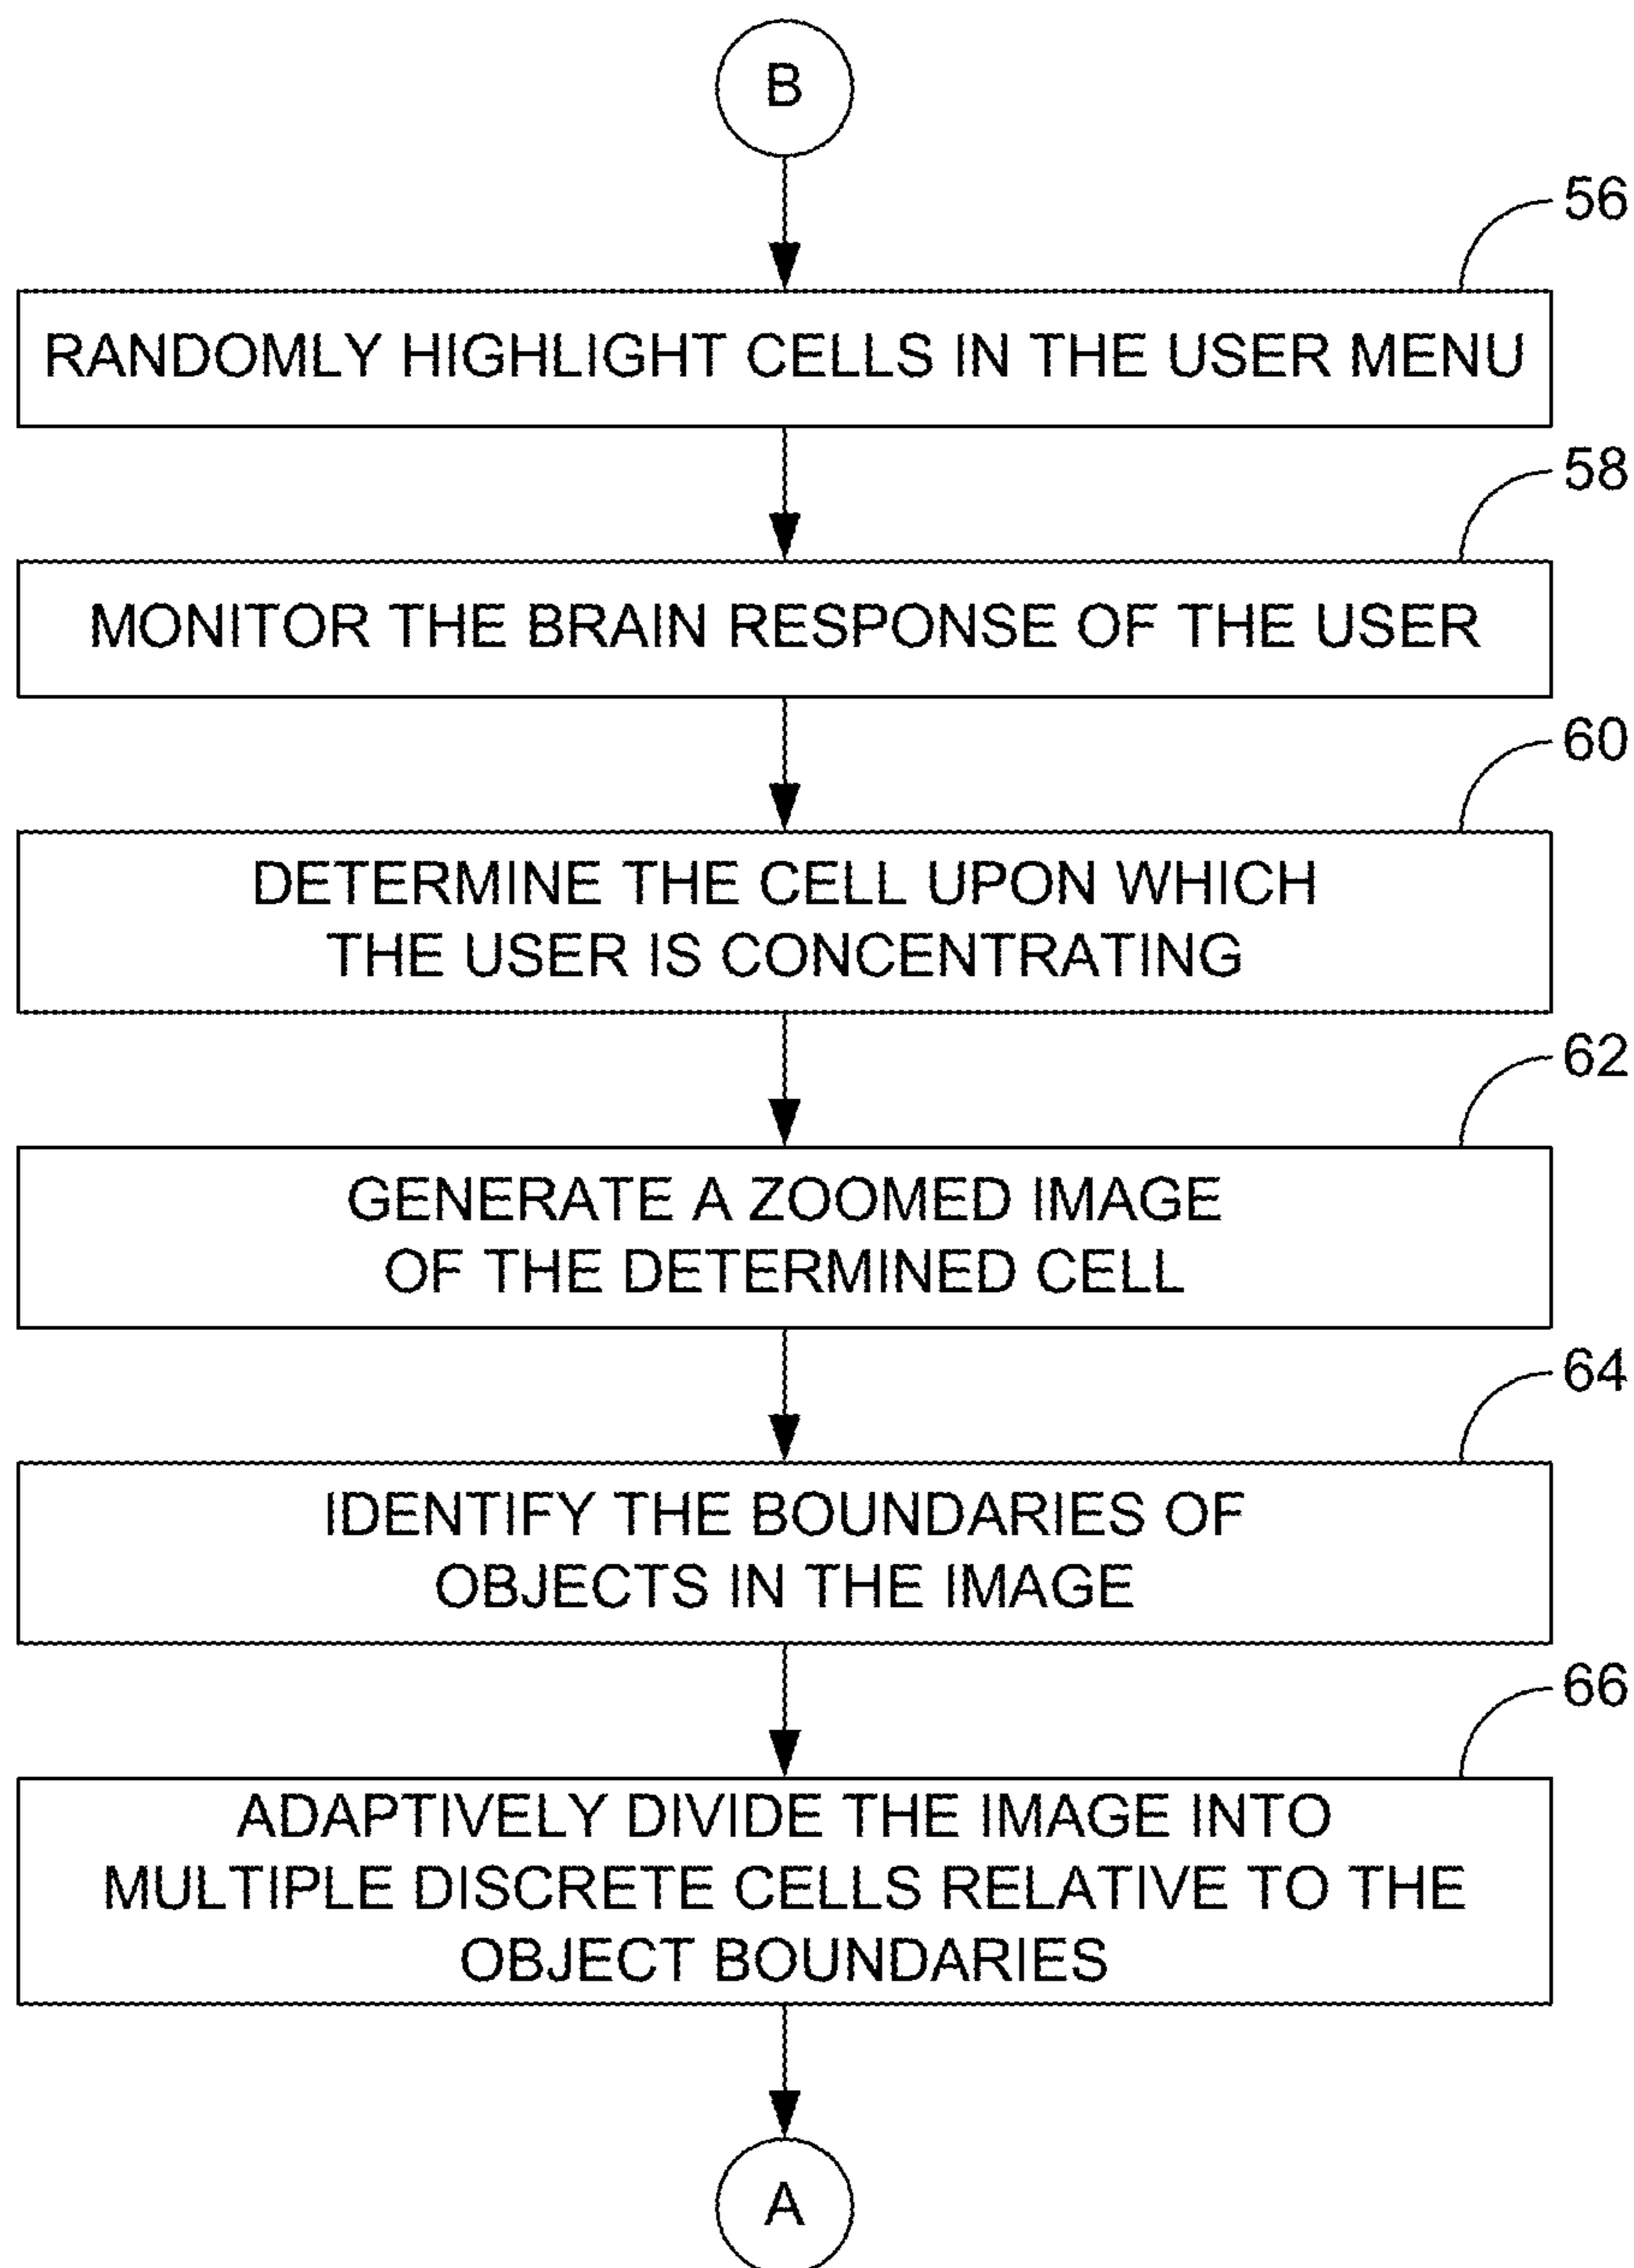 B
56
RANDOMLY HIGHLIGHT CELLS IN THE USER MENU
58
MONITOR THE BRAIN RESPONSE OF THE USER
60
DETERMINE THE CELL UPON WHICH
THE USER IS CONCENTRATING
62
GENERATE A ZOOMED IMAGE
OF THE DETERMINED CELL
64
IDENTIFY THE BOUNDARIES OF
OBJECTS IN THE IMAGE
66
ADAPTIVELY DIVIDE THE IMAGE INTO
MULTIPLE DISCRETE CELLS RELATIVE TO THE
OBJECT BOUNDARIES
A